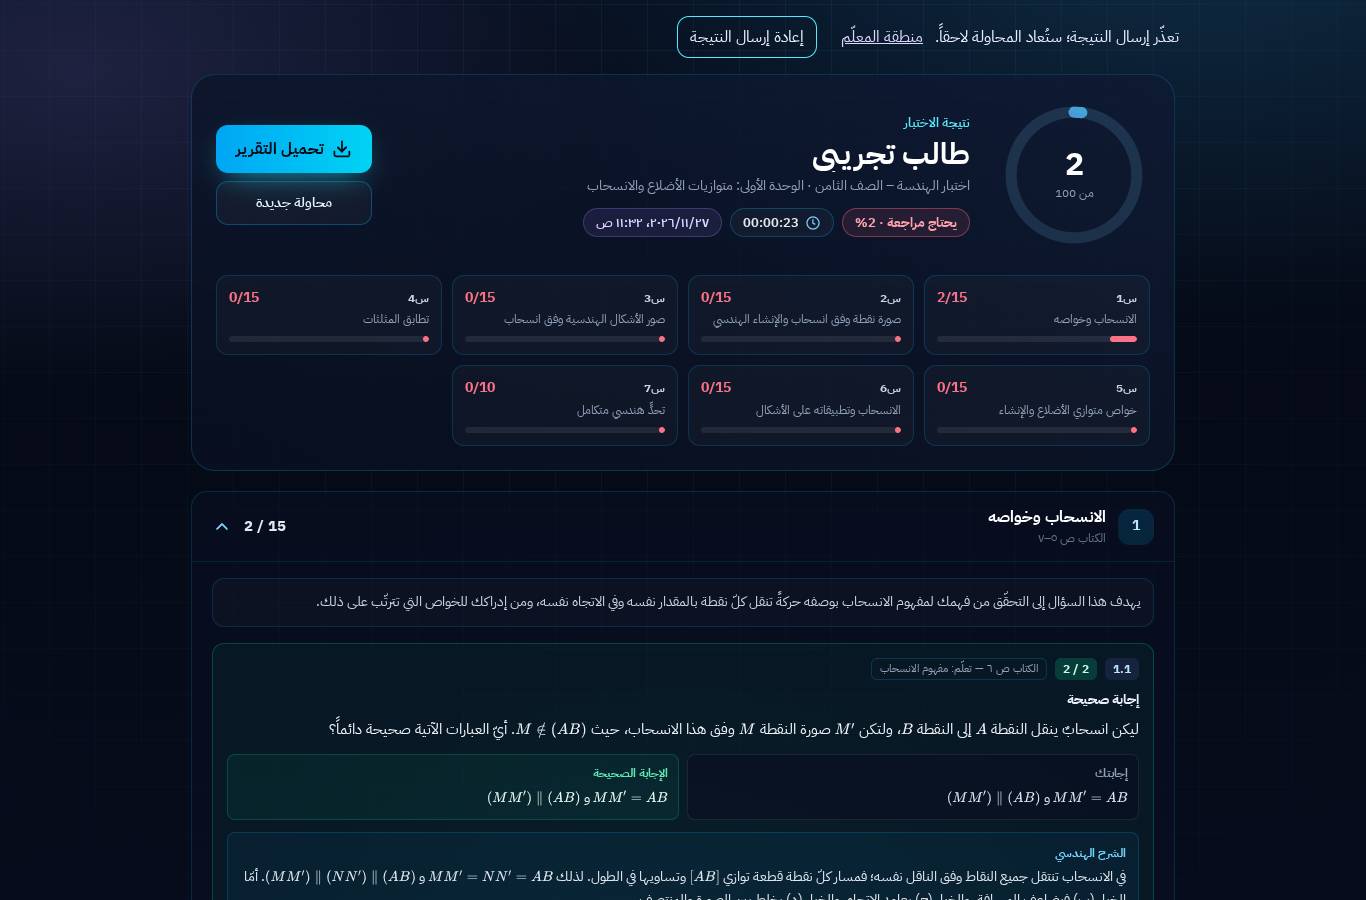 تعذّر إرسال النتيجة؛ ستُعاد المحاولة لاحقاً. منطقة المعلّم إعادة إرسال النتيجة
2
من 100
نتيجة الاختبار
طالب تجريبي
اختبار الهندسة – الصف الثامن · الوحدة الأولى: متوازيات الأضلاع والانسحاب
يحتاج مراجعة · 2%
00:00:23
٢٧‏/١١‏/٢٠٢٦، ١١:٣٢ ص
تحميل التقرير
محاولة جديدة
س1 2/15
الانسحاب وخواصه
س2 0/15
صورة نقطة وفق انسحاب والإنشاء الهندسي
س3 0/15
صور الأشكال الهندسية وفق انسحاب
س4 0/15
تطابق المثلثات
س5 0/15
خواص متوازي الأضلاع والإنشاء
س6 0/15
الانسحاب وتطبيقاته على الأشكال
س7 0/10
تحدٍّ هندسي متكامل
1 الانسحاب وخواصه 2 / 15
الكتاب ص ٥–٧
يهدف هذا السؤال إلى التحقّق من فهمك لمفهوم الانسحاب بوصفه حركةً تنقل كلّ نقطة بالمقدار نفسه وفي الاتجاه نفسه، ومن إدراكك للخواص التي تترتّب على ذلك.
1.1 2 / 2 الكتاب ص ٦ — تعلّم: مفهوم الانسحاب
إجابة صحيحة
ليكن انسحابٌ ينقل النقطة A إلى النقطة B، ولتكن M′ صورة النقطة M وفق هذا الانسحاب، حيث M ∉ (AB). أيّ العبارات الآتية صحيحة دائماً؟
إجابتك
MM′ = AB و (MM′) ∥ (AB)
الإجابة الصحيحة
MM′ = AB و (MM′) ∥ (AB)
الشرح الهندسي
في الانسحاب تنتقل جميع النقاط وفق الناقل نفسه؛ فمسار كلّ نقطة قطعة توازي [AB] وتساويها في الطول. لذلك MM′ = NN′ = AB و (MM′) ∥ (NN′) ∥ (AB). أمّا